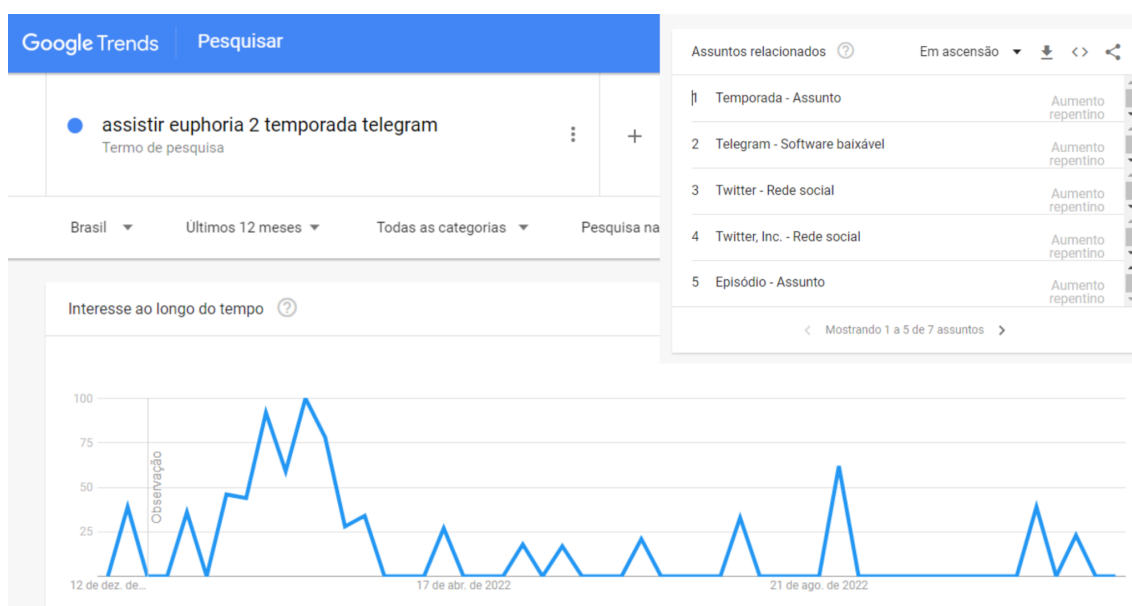 Google Trends
Pesquisar
assistir euphoria 2 temporada telegram
Termo de pesquisa
Brasil
Últimos 12 meses
Todas as categorias
Pesquisa na
Interesse ao longo do tempo
100
75
50
25
Observação
12 de dez. de...
17 de abr. de 2022
21 de ago. de 2022
Assuntos relacionados
Em ascensão
1 Temporada - Assunto
Aumento
repentino
2 Telegram - Software baixável
Aumento
repentino
3 Twitter - Rede social
Aumento
repentino
4 Twitter, Inc. - Rede social
Aumento
repentino
5 Episódio - Assunto
Aumento
repentino
Mostrando 1 a 5 de 7 assuntos